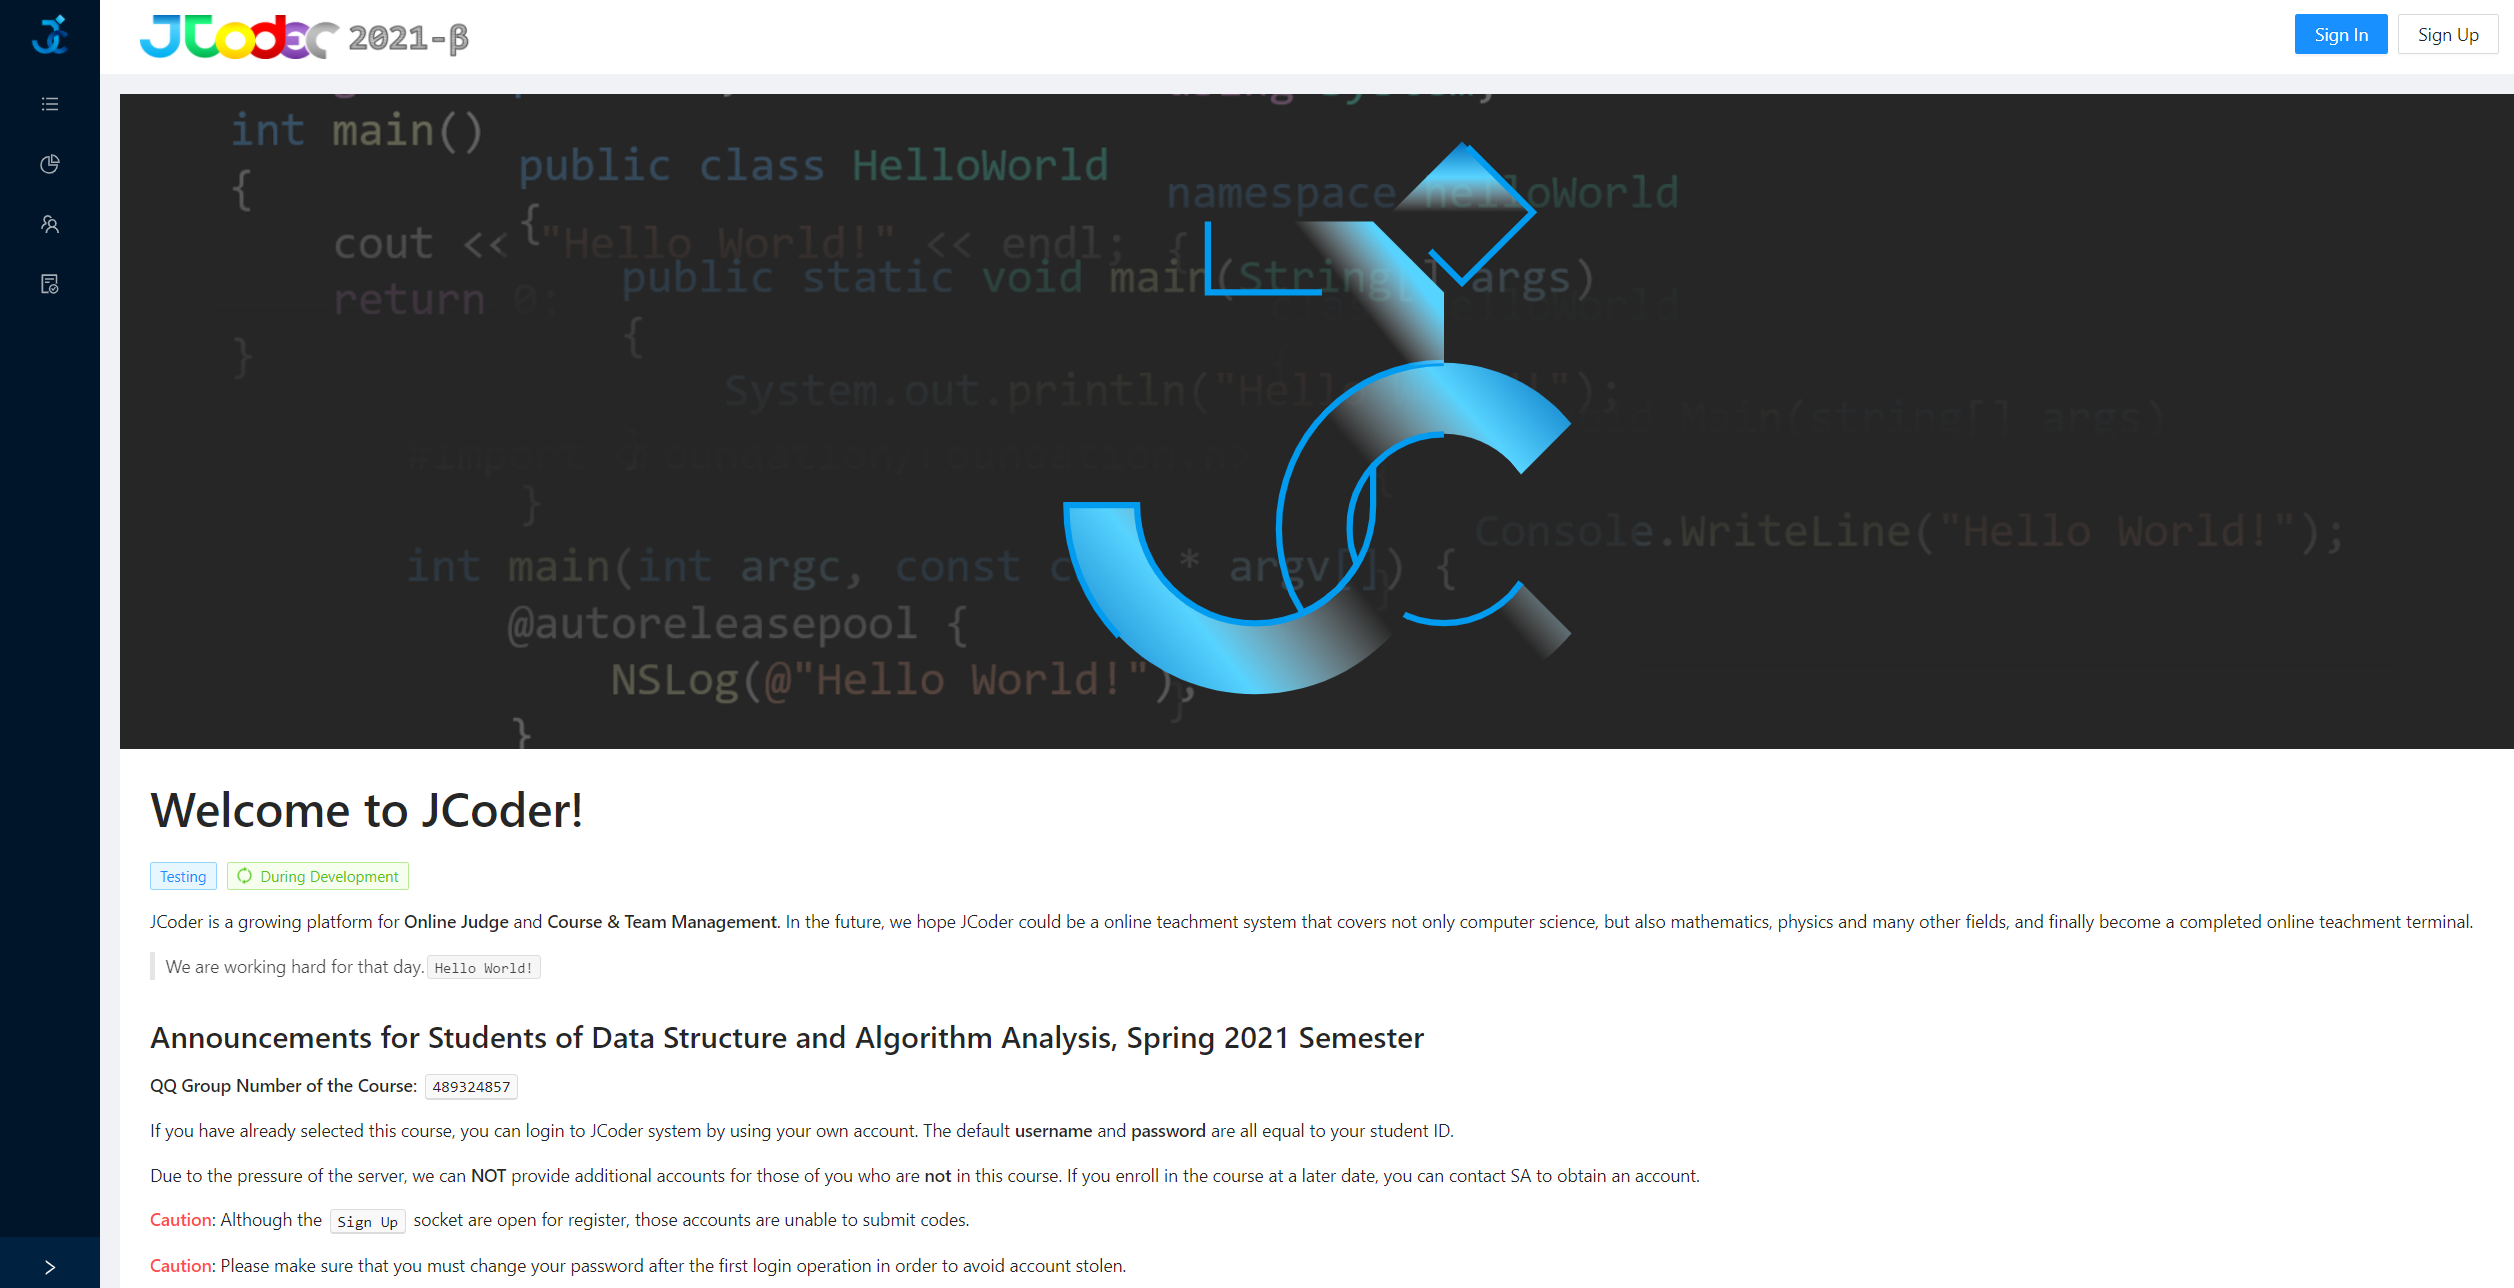 JCoder 2021-β
Sign In
Sign Up
int main()
public class HelloWorld
{
namespace helloWorld
{
cout << "Hello World!" << endl;
{
public static void main(String[] args)
return 0;
{
}
System.out.println("Hello World!");
Main(string[] args)
}
Console.WriteLine("Hello World!");
int main(int argc, const * argv[]) {
@autoreleasepool {
NSLog(@"Hello World!");
}
}
Welcome to JCoder!
Testing
During Development
JCoder is a growing platform for Online Judge and Course & Team Management. In the future, we hope JCoder could be a online teachment system that covers not only computer science, but also mathematics, physics and many other fields, and finally become a completed online teachment terminal.
We are working hard for that day. Hello World!
Announcements for Students of Data Structure and Algorithm Analysis, Spring 2021 Semester
QQ Group Number of the Course: 489324857
If you have already selected this course, you can login to JCoder system by using your own account. The default username and password are all equal to your student ID.
Due to the pressure of the server, we can NOT provide additional accounts for those of you who are not in this course. If you enroll in the course at a later date, you can contact SA to obtain an account.
Caution: Although the Sign Up socket are open for register, those accounts are unable to submit codes.
Caution: Please make sure that you must change your password after the first login operation in order to avoid account stolen.